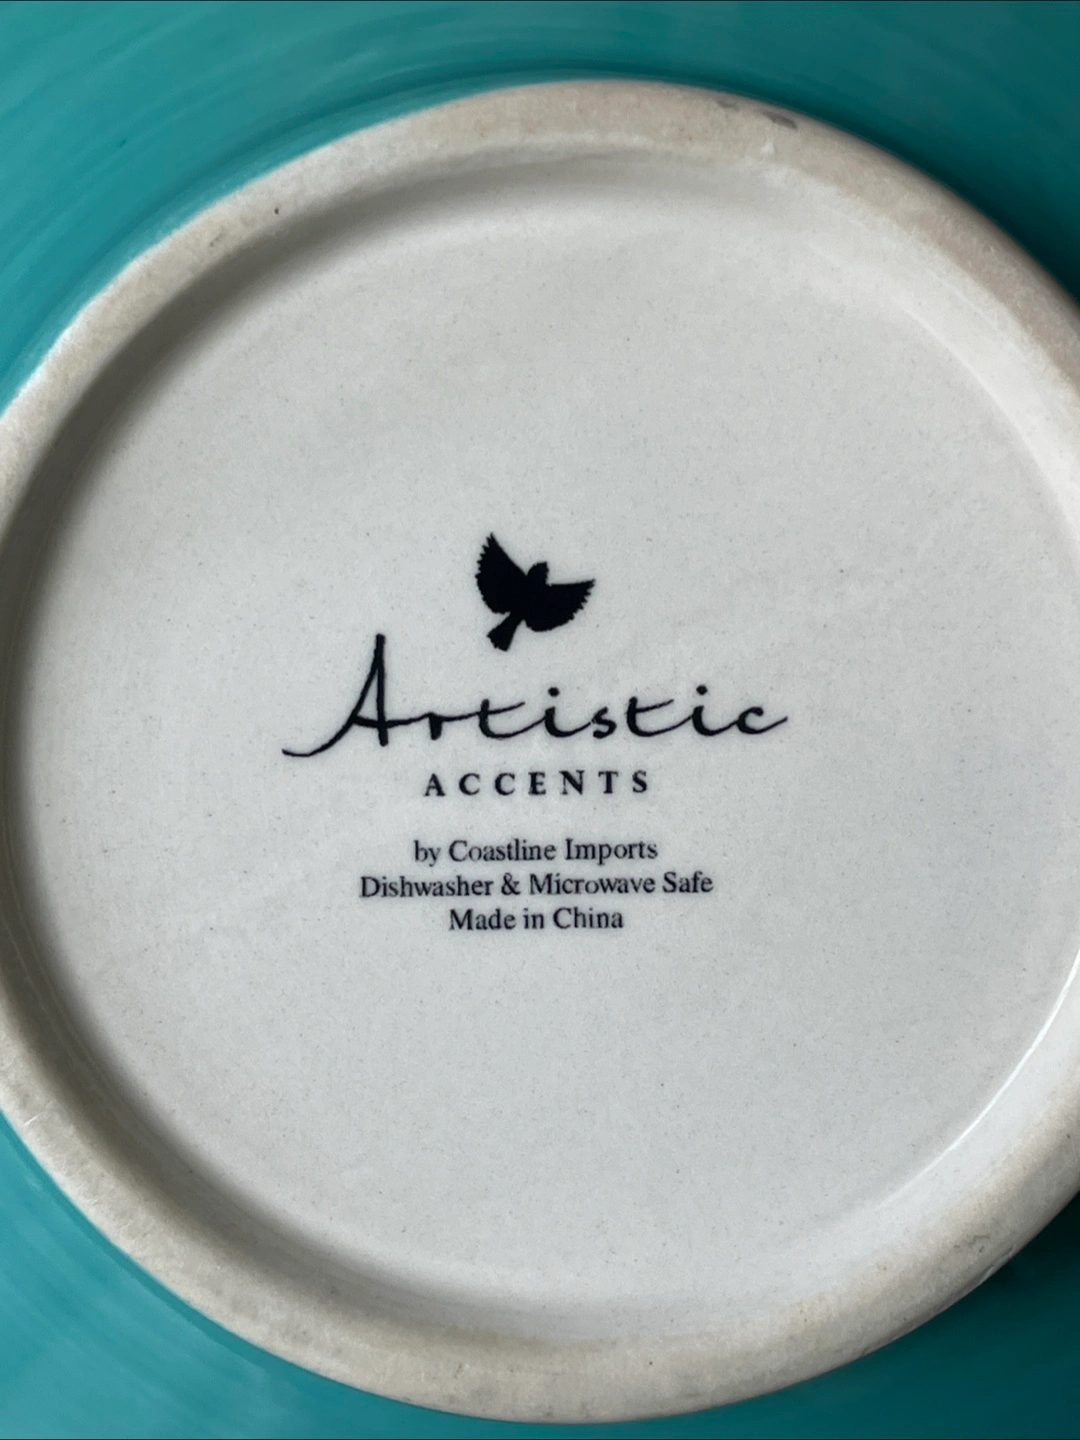 Artistic
ACCENTS
by Coastline Imports
Dishwasher & Microwave Safe
Made in China